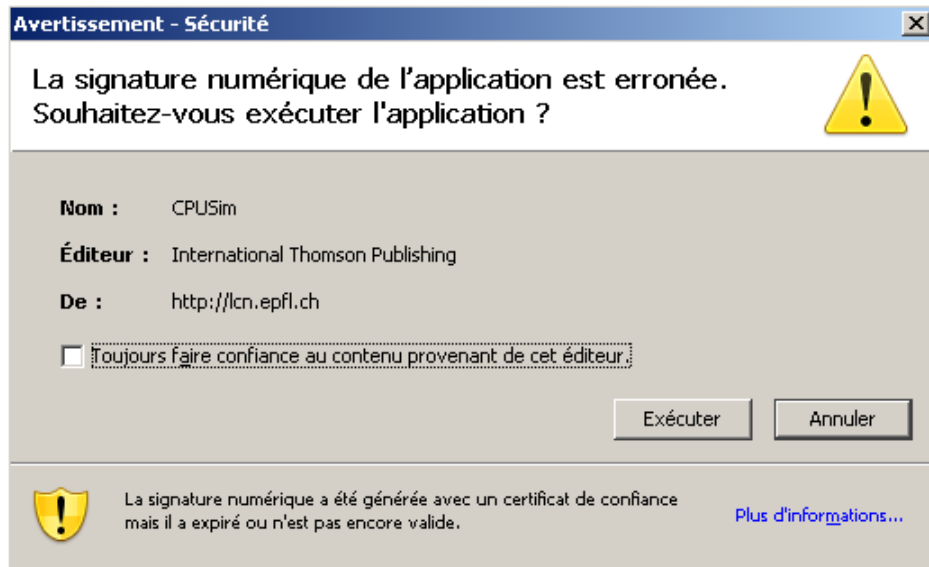 Avertissement - Sécurité
La signature numérique de l'application est erronée.
Souhaitez-vous exécuter l'application ?
Nom : CPUSim
Éditeur : International Thomson Publishing
De : http://lcn.epfl.ch
Toujours faire confiance au contenu provenant de cet éditeur.
Exécuter Annuler
La signature numérique a été générée avec un certificat de confiance
mais il a expiré ou n'est pas encore valide.
Plus d'informations...